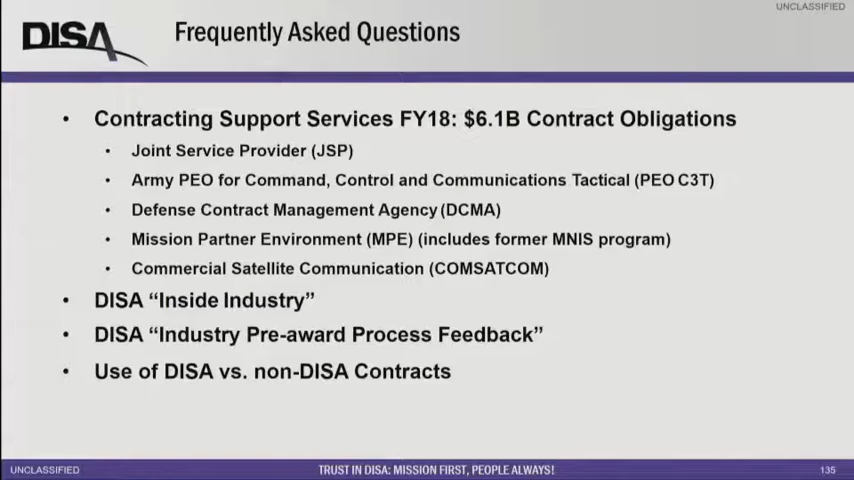 UNCLASSIFIED
DISA
Frequently Asked Questions
• Contracting Support Services FY18: $6.1B Contract Obligations
• Joint Service Provider (JSP)
• Army PEO for Command, Control and Communications Tactical (PEO C3T)
• Defense Contract Management Agency (DCMA)
• Mission Partner Environment (MPE) (includes former MNIS program)
• Commercial Satellite Communication (COMSATCOM)
• DISA “Inside Industry”
• DISA “Industry Pre-award Process Feedback”
• Use of DISA vs. non-DISA Contracts
UNCLASSIFIED
TRUST IN DISA: MISSION FIRST, PEOPLE ALWAYS!
135